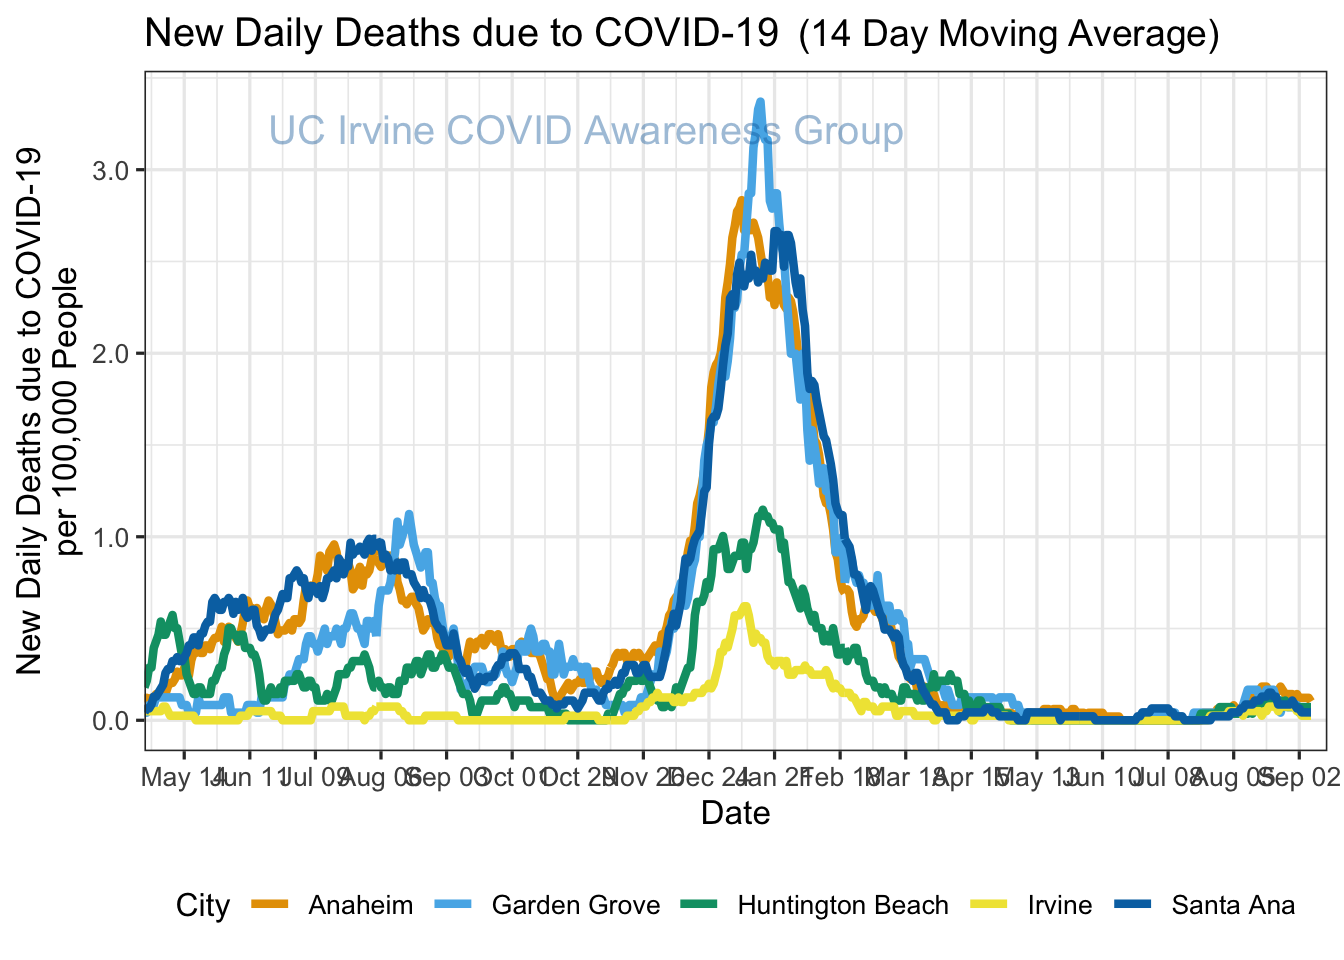 New Daily Deaths due to COVID-19 (14 Day Moving Average)
UC Irvine COVID Awareness Group
New Daily Deaths due to COVID-19
per 100,000 People
3.0
2.0
1.0
0.0
May 14 Jun 11 Jul 09 Aug 06 Sep 03 Oct 01 Oct 29 Nov 26 Dec 24 Jan 21 Feb 18 Mar 18 Apr 15 May 13 Jun 10 Jul 08 Aug 05 Sep 02
Date
City Anaheim Garden Grove Huntington Beach Irvine Santa Ana